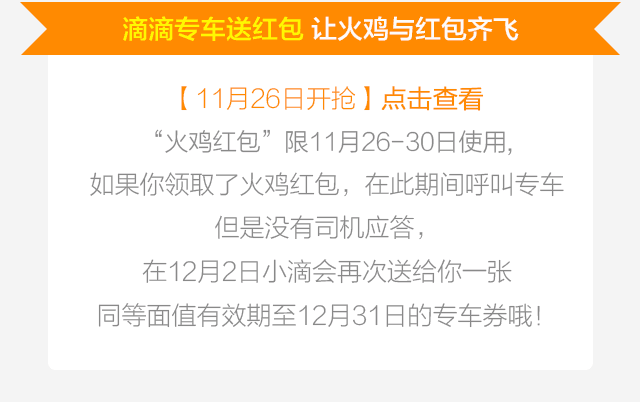 滴滴专车送红包 让火鸡与红包齐飞
【11月26日开抢】点击查看
“火鸡红包”限11月26-30日使用,
如果你领取了火鸡红包，在此期间呼叫专车
但是没有司机应答，
在12月2日小滴会再次送给你一张
同等面值有效期至12月31日的专车券哦！